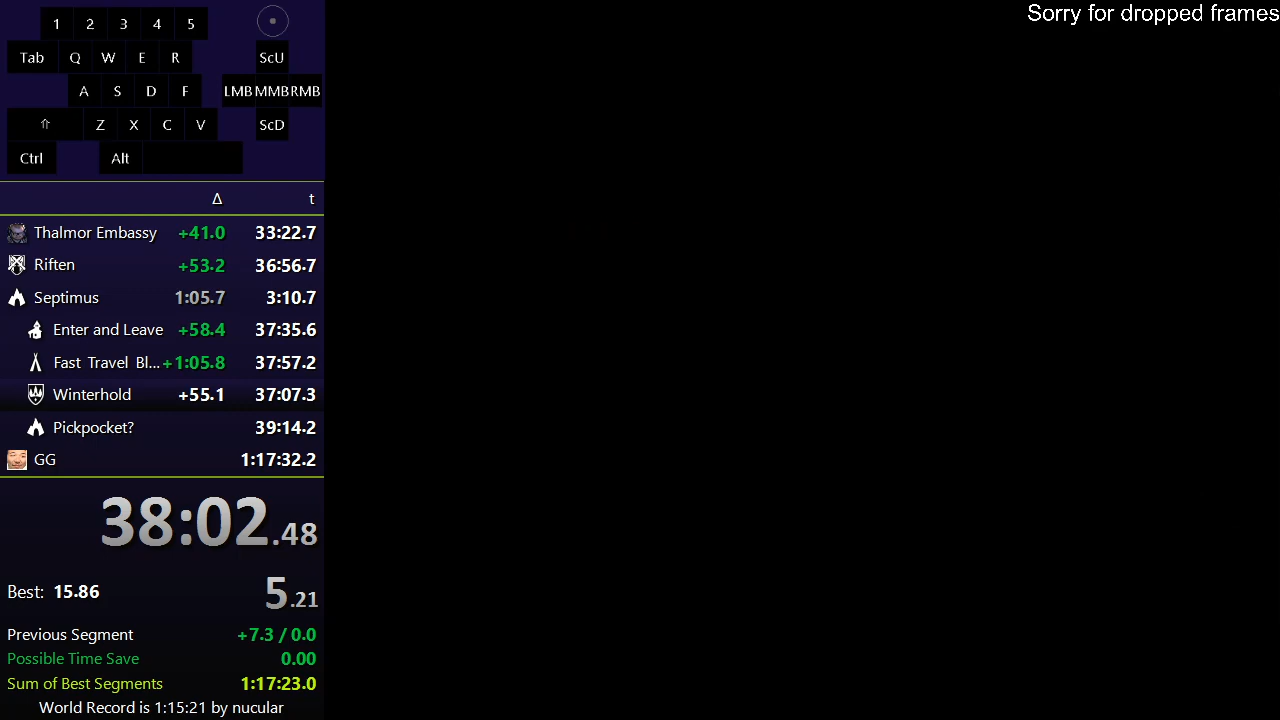 Sorry for dropped frames
1 2 3 4 5
Tab Q W E R ScU
A S D F LMB MMB RMB
⇧ Z X C V ScD
Ctrl Alt
Δ t
Thalmor Embassy +41.0 33:22.7
Riften +53.2 36:56.7
Septimus 1:05.7 3:10.7
Enter and Leave +58.4 37:35.6
Fast Travel Bl... +1:05.8 37:57.2
Winterhold +55.1 37:07.3
Pickpocket? 39:14.2
GG 1:17:32.2
38:02.48
Best: 15.86 5.21
Previous Segment +7.3 / 0.0
Possible Time Save 0.00
Sum of Best Segments 1:17:23.0
World Record is 1:15:21 by nucular